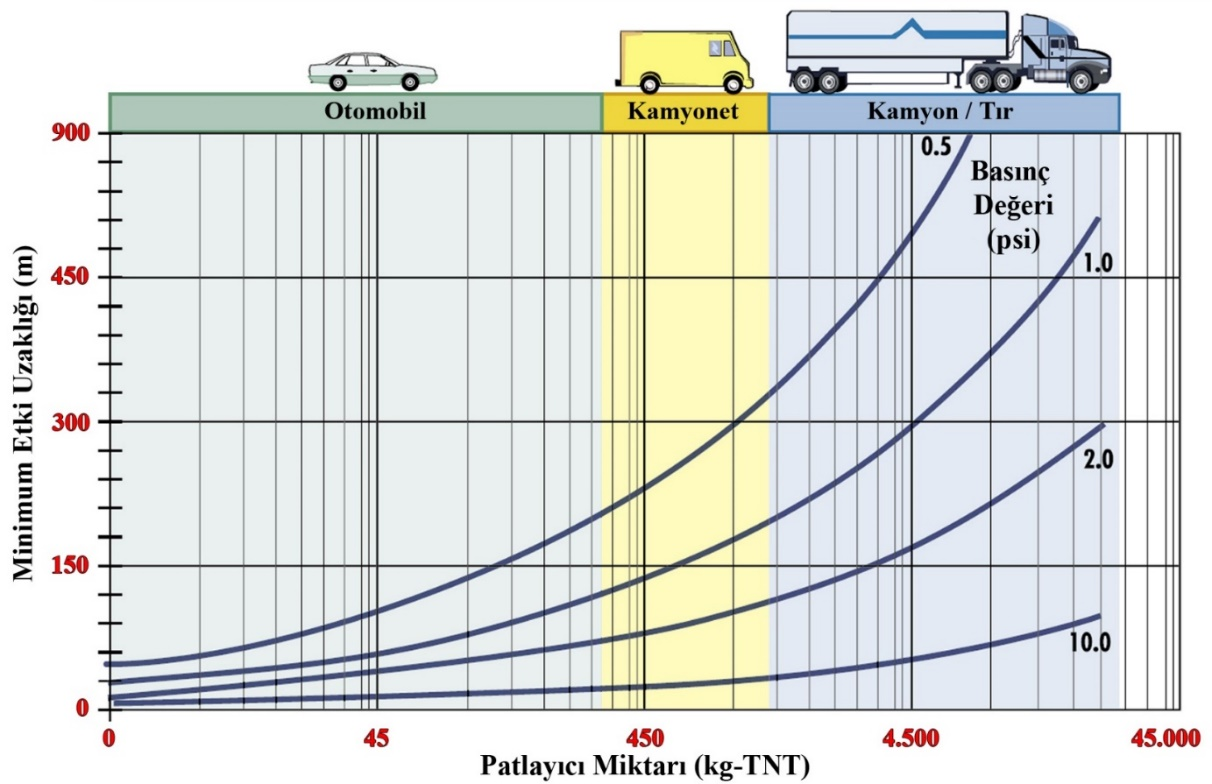 Otomobil
Kamyonet
Kamyon / Tır
900
450
300
150
0
Minimum Etki Uzaklığı (m)
0.5
Basınç
Değeri
(psi)
1.0
2.0
10.0
0
45
450
4.500
45.000
Patlayıcı Miktarı (kg-TNT)